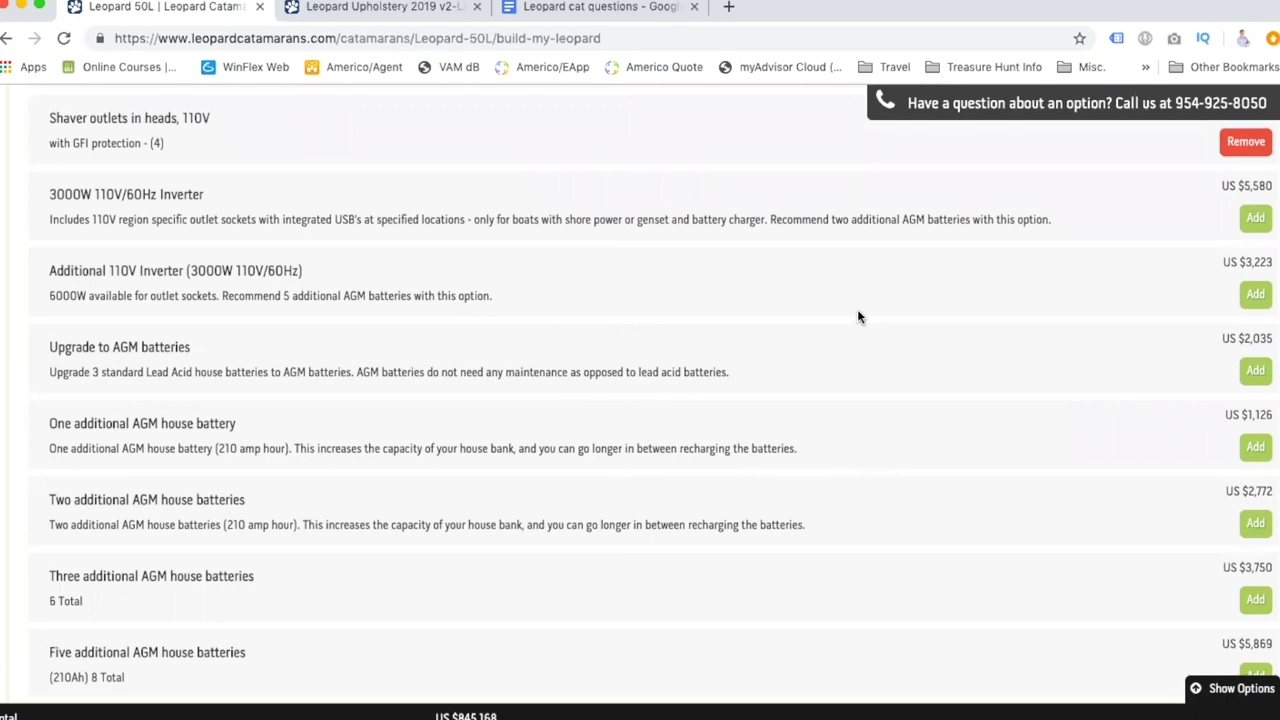 Leopard 50L | Leopard Catam
Leopard Upholstery 2019 v2-L
Leopard cat questions - Googl
https://www.leopardcatamarans.com/catamarans/Leopard-50L/build-my-leopard
IQ
Apps
Online Courses |...
WinFlex Web
Americo/Agent
VAM dB
Americo/EApp
Americo Quote
myAdvisor Cloud (...
Travel
Treasure Hunt Info
Misc.
»
Other Bookmarks
Have a question about an option? Call us at 954-925-8050
Shaver outlets in heads, 110V
with GFI protection - (4)
Remove
3000W 110V/60Hz Inverter
US $5,580
Includes 110V region specific outlet sockets with integrated USB's at specified locations - only for boats with shore power or genset and battery charger. Recommend two additional AGM batteries with this option.
Add
Additional 110V Inverter (3000W 110V/60Hz)
US $3,223
6000W available for outlet sockets. Recommend 5 additional AGM batteries with this option.
Add
Upgrade to AGM batteries
US $2,035
Upgrade 3 standard Lead Acid house batteries to AGM batteries. AGM batteries do not need any maintenance as opposed to lead acid batteries.
Add
One additional AGM house battery
US $1,126
One additional AGM house battery (210 amp hour). This increases the capacity of your house bank, and you can go longer in between recharging the batteries.
Add
Two additional AGM house batteries
US $2,772
Two additional AGM house batteries (210 amp hour). This increases the capacity of your house bank, and you can go longer in between recharging the batteries.
Add
Three additional AGM house batteries
US $3,750
6 Total
Add
Five additional AGM house batteries
US $5,869
(210Ah) 8 Total
Add
Show Options
otal
US $845,168